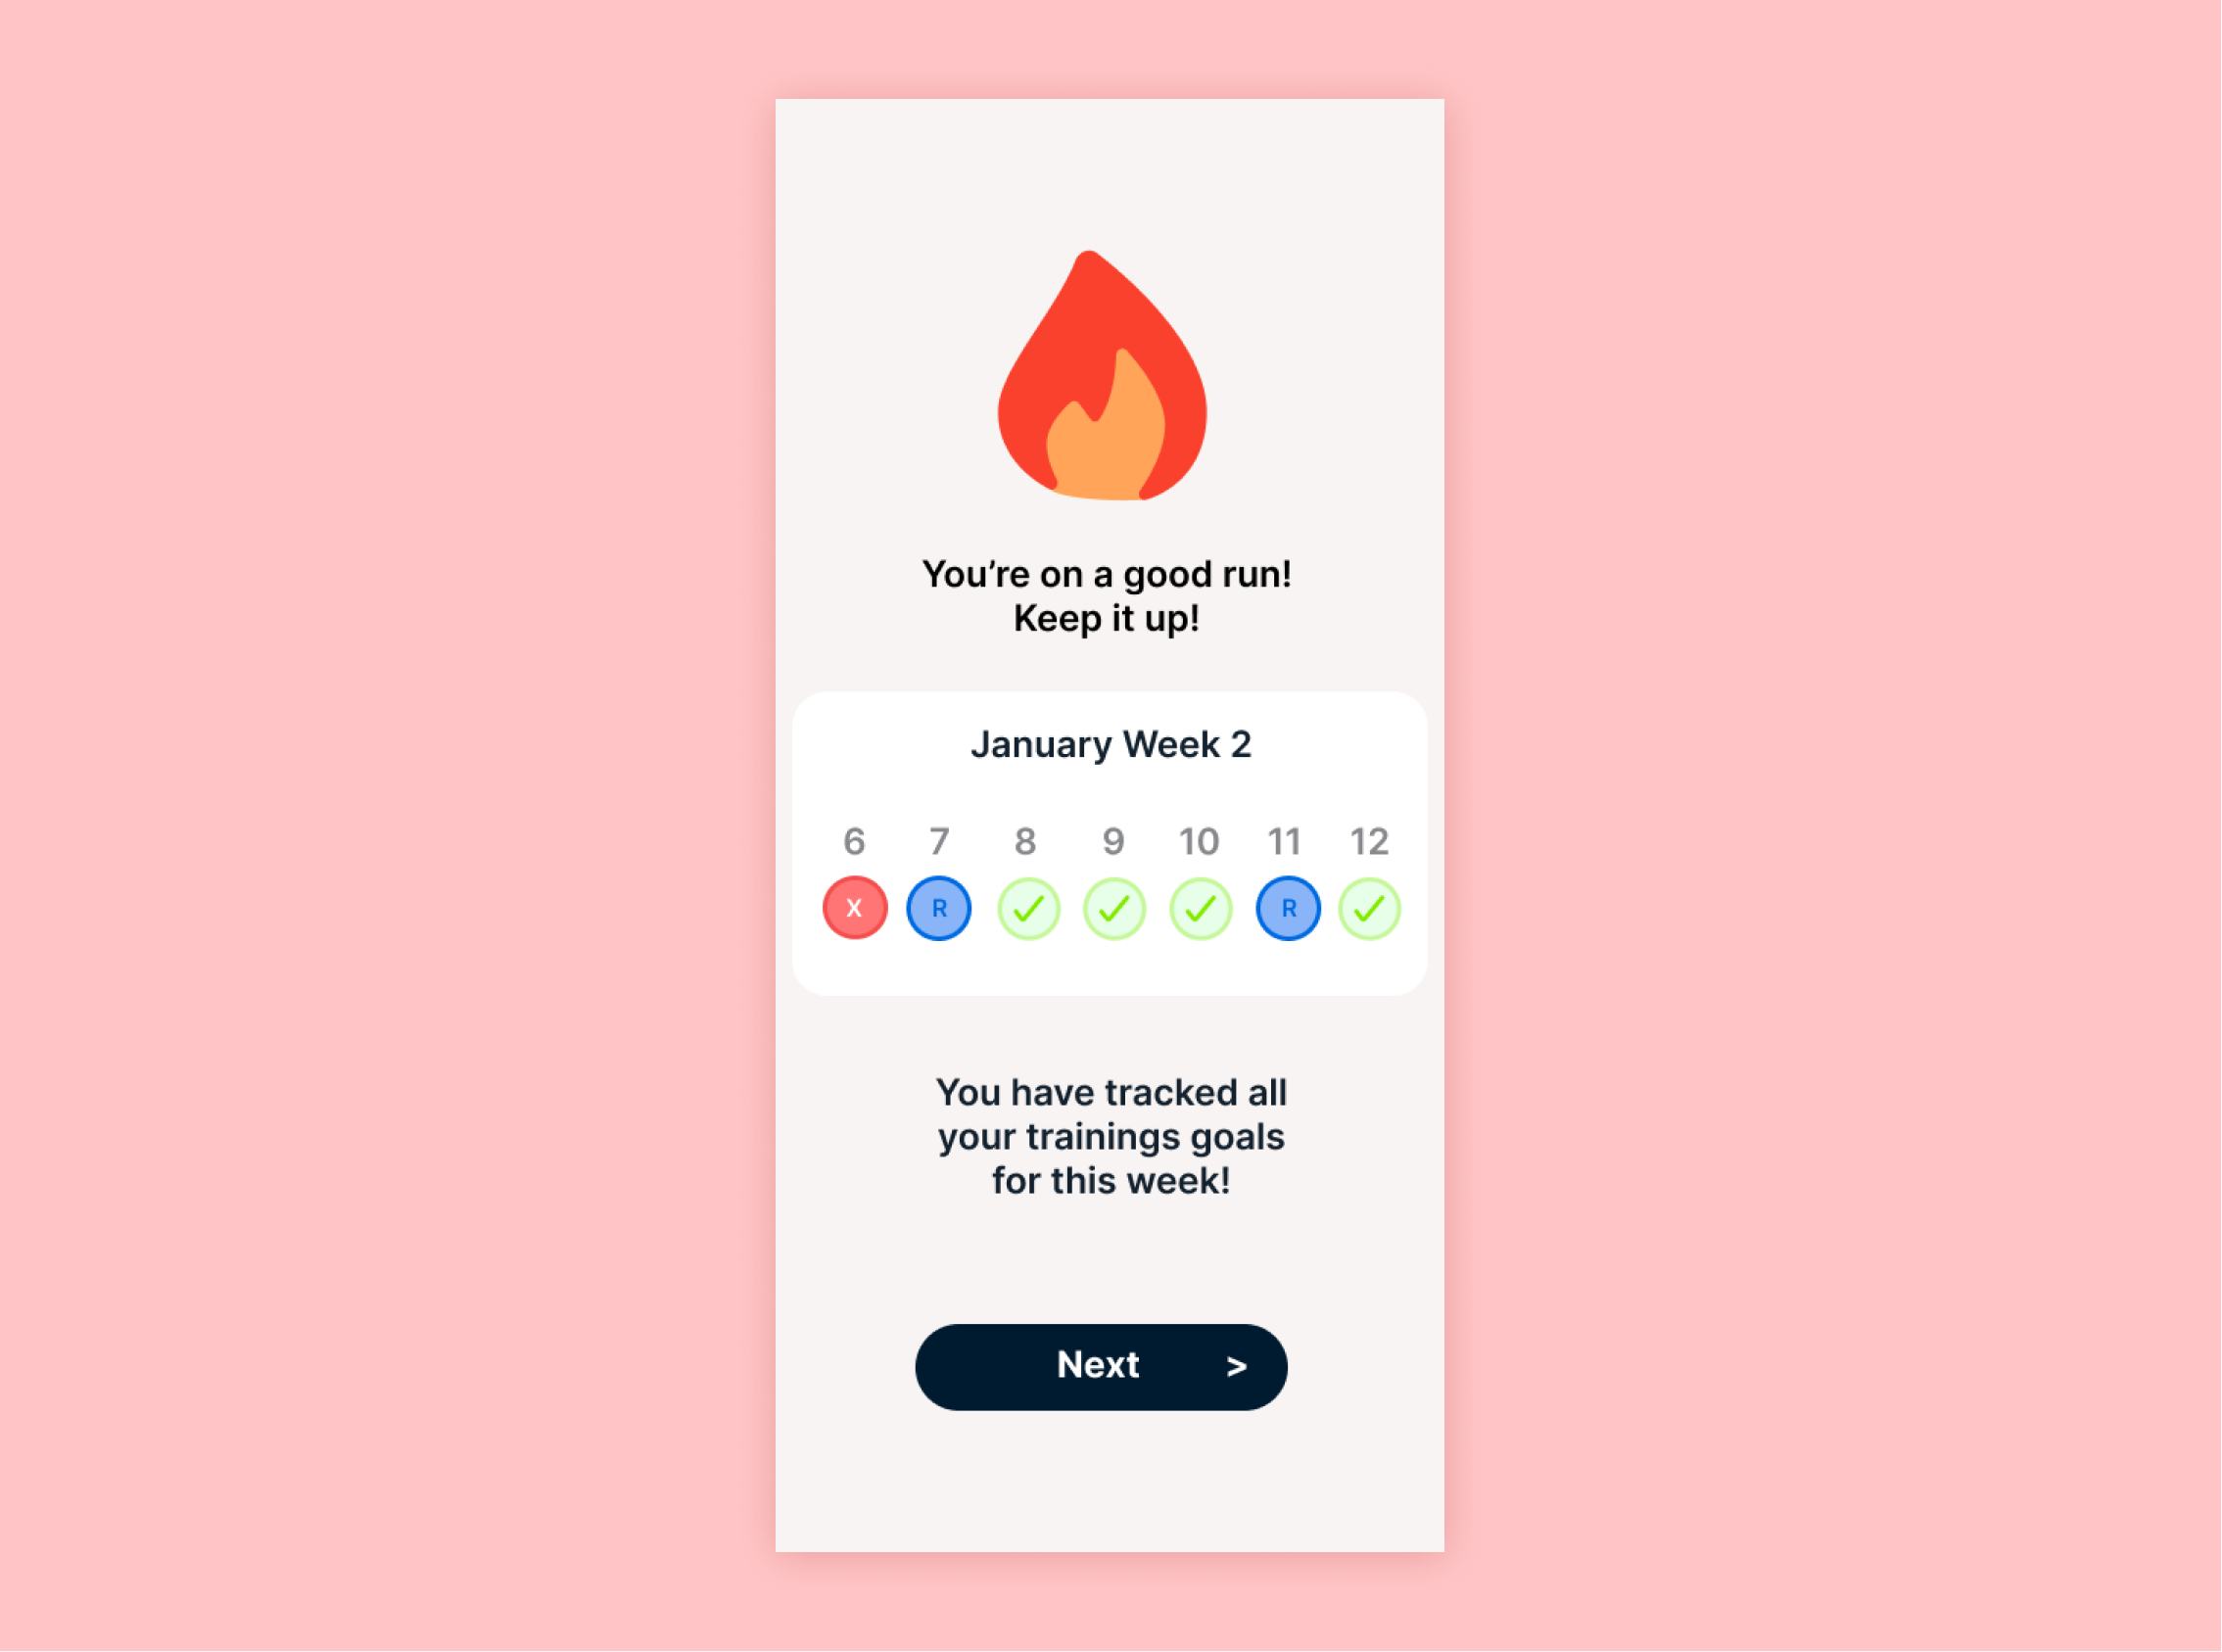 You’re on a good run!
Keep it up!
January Week 2
6 7 8 9 10 11 12
X R R
You have tracked all
your trainings goals
for this week!
Next >